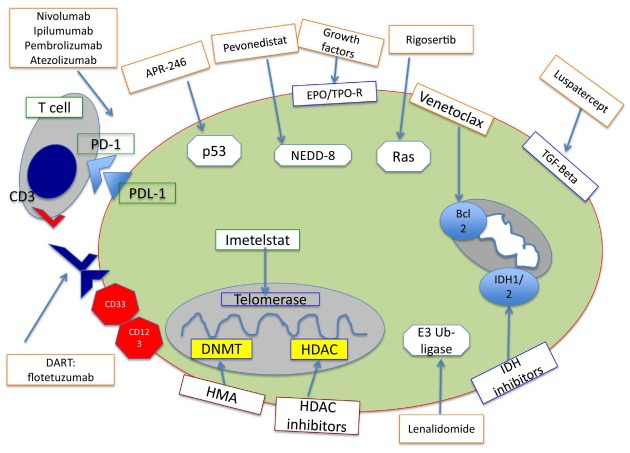 Nivolumab
Ipilumumab
Pembrolizumab
Atezolizumab
APR-246
Pevonedistat
Growth
factors
Rigosertib
Luspatercept
T cell
EPO/TPO-R
Venetoclax
PD-1
p53
NEDD-8
Ras
TGF-Beta
CD3
PDL-1
Bcl
2
Imetelstat
IDH1/
2
Telomerase
CD33
CD12
3
DNMT
HDAC
E3 Ub-
ligase
DART:
flotetuzumab
HMA
HDAC
inhibitors
IDH
inhibitors
Lenalidomide